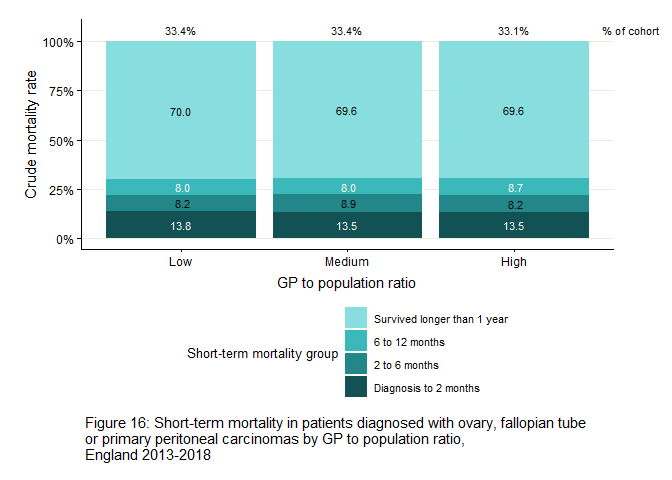 33.4% 33.4% 33.1% % of cohort
100%
75%
50%
25%
0%
Crude mortality rate
70.0 69.6 69.6
8.0 8.0 8.7
8.2 8.9 8.2
13.8 13.5 13.5
Low Medium High
GP to population ratio
Short-term mortality group
Survived longer than 1 year
6 to 12 months
2 to 6 months
Diagnosis to 2 months
Figure 16: Short-term mortality in patients diagnosed with ovary, fallopian tube
or primary peritoneal carcinomas by GP to population ratio,
England 2013-2018